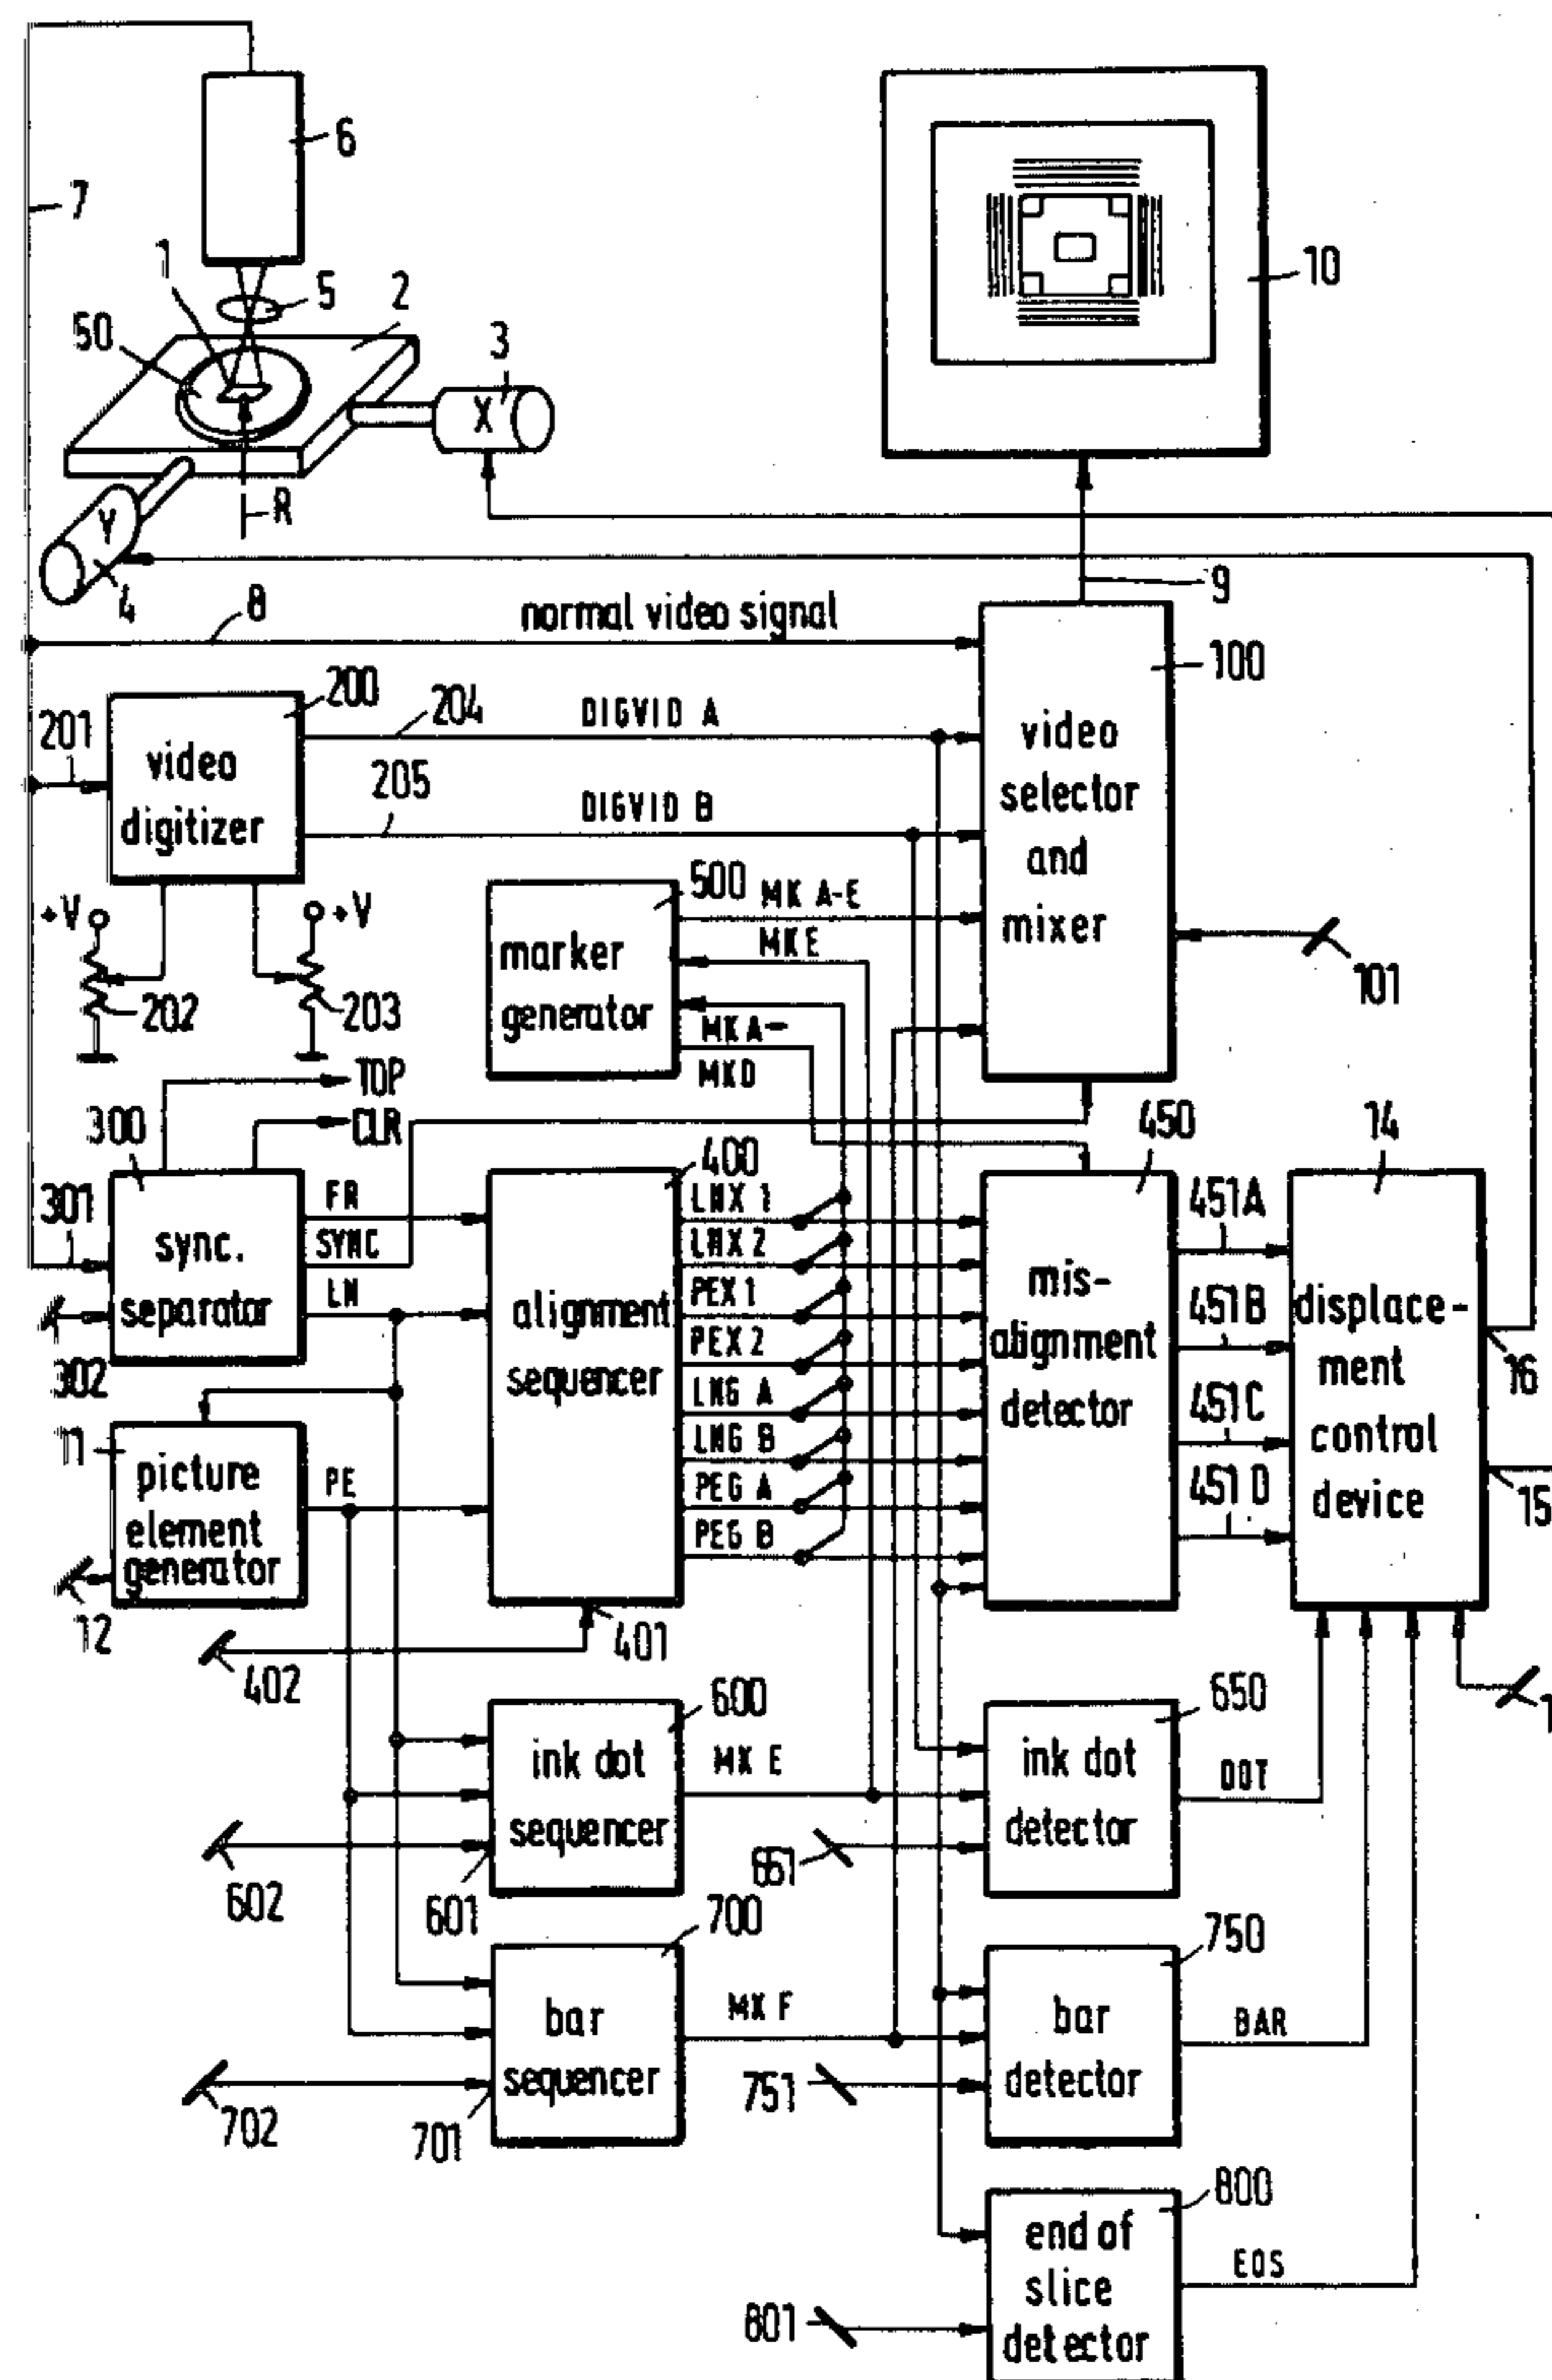 6
7
1
5
2
50
3
X
10
R
Y
4
8
normal video signal
9
100
200
201
204
DIGVID A
video
digitizer
video
selector
and
mixer
205
DIGVID B
500
MK A-E
+V
+V
marker
generator
MKE
101
202
203
MKA-
MKD
TOP
CLR
300
450
14
400
301
FR
LNX 1
451A
sync.
separator
SYNC
LNX 2
LN
alignment
sequencer
PEX 1
mis-
alignment
detector
451B
displace-
ment
control
device
302
PEX 2
16
11
LNG A
451C
picture
element
generator
PE
LNG B
PEG A
451D
15
PEG B
12
401
402
600
650
ink dot
sequencer
MK E
ink dot
detector
DOT
602
601
651
700
750
bar
sequencer
MK F
bar
detector
BAR
702
701
751
800
end of
slice
detector
EOS
801